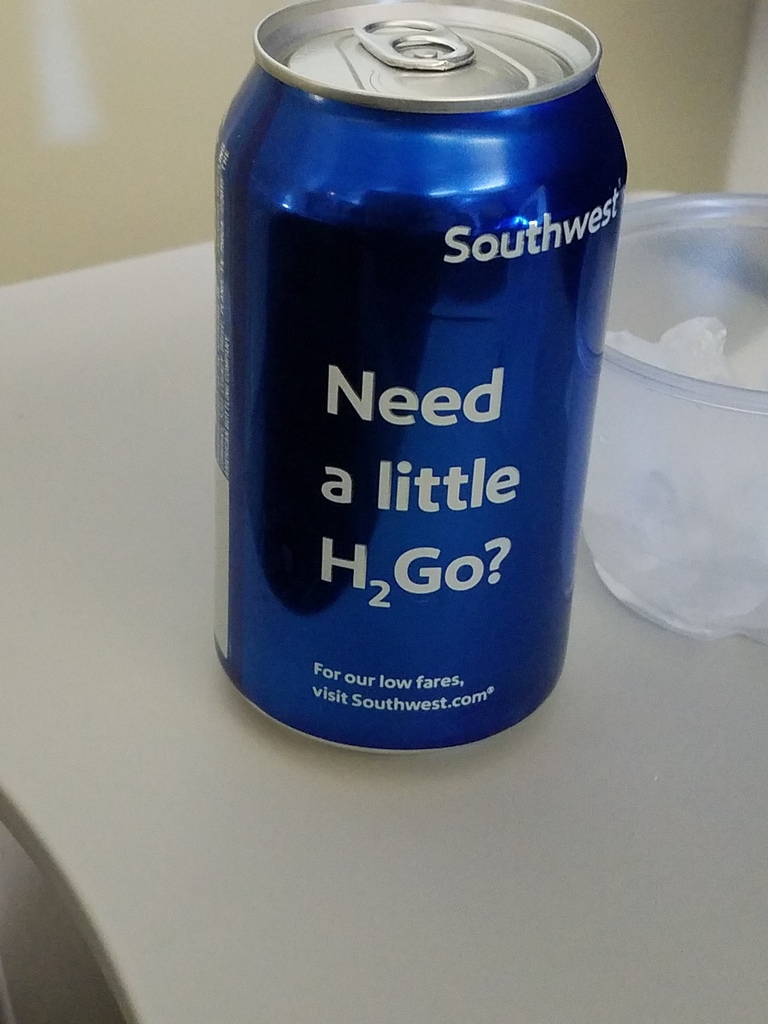 Southwest
Need
a little
H₂Go?
For our low fares,
visit Southwest.com®